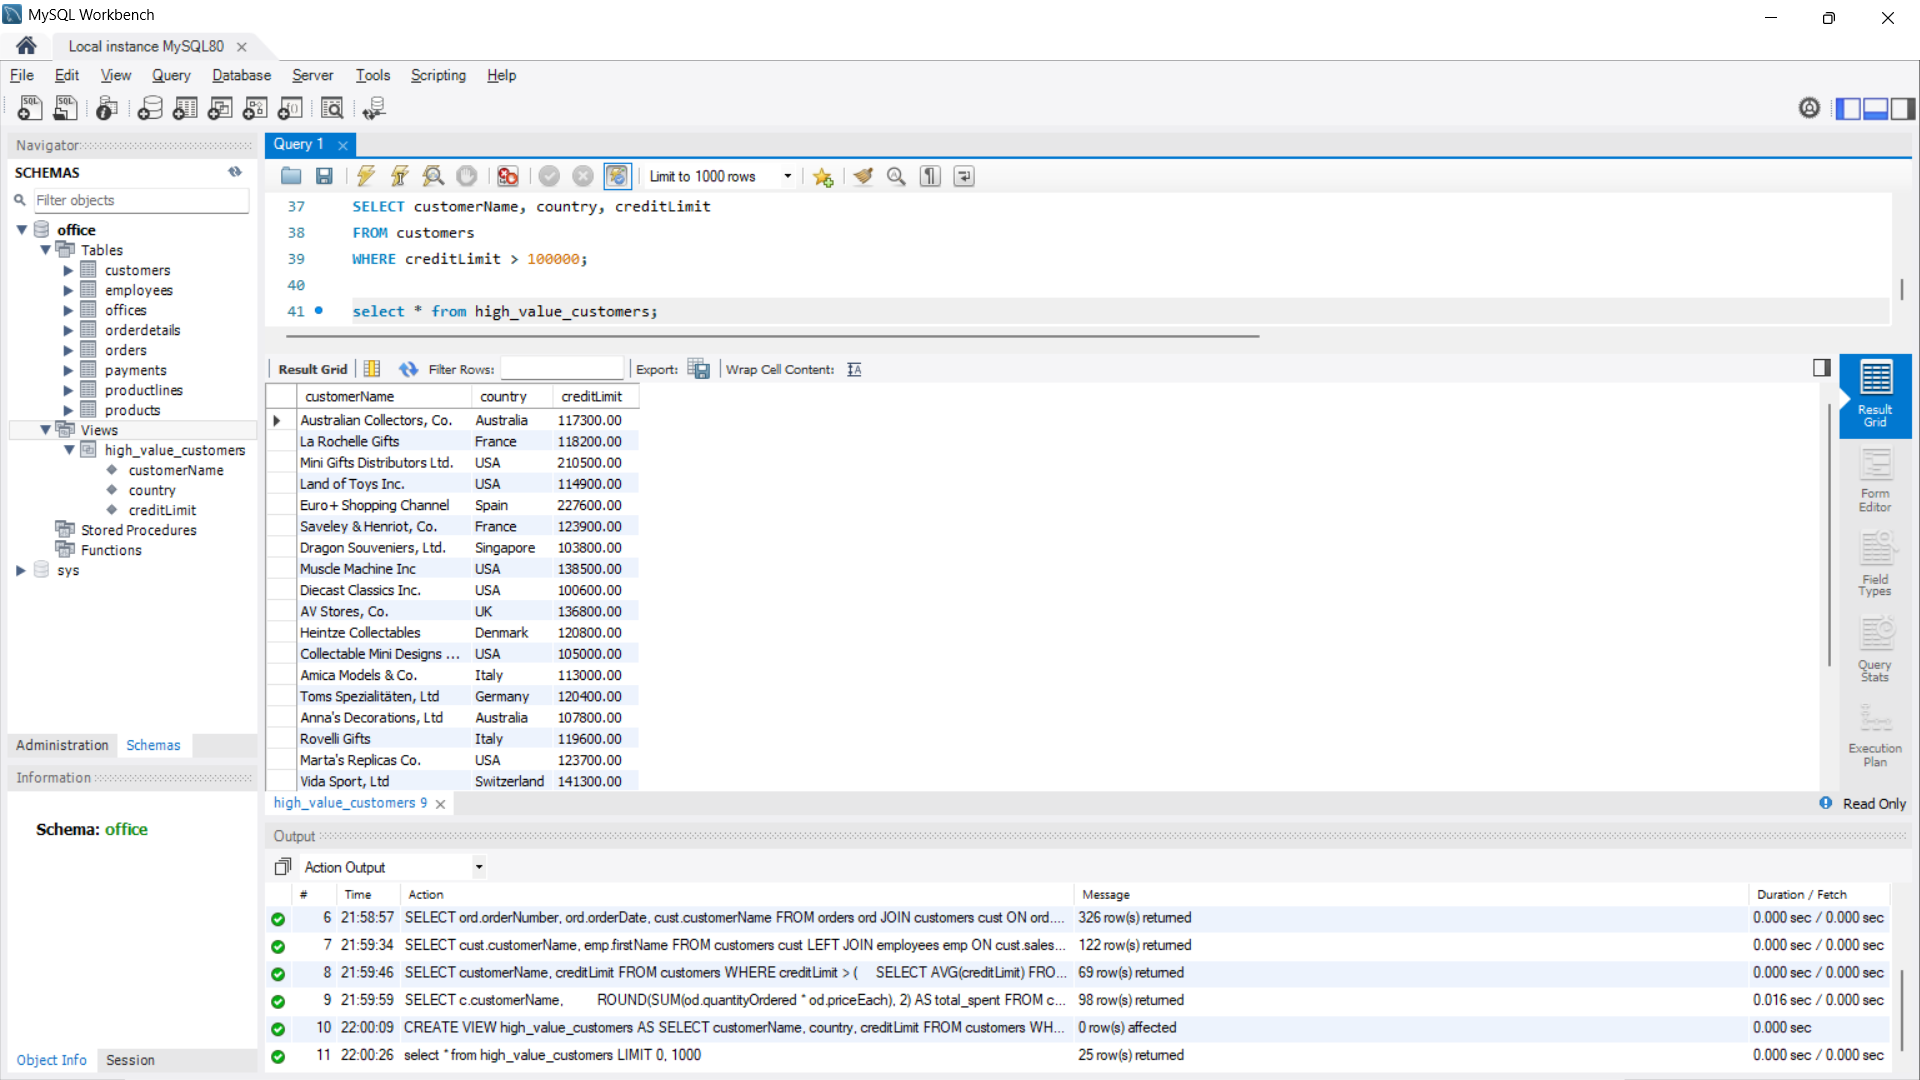 MySQL Workbench
Local instance MySQL80
File Edit View Query Database Server Tools Scripting Help
Navigator
SCHEMAS
Filter objects
office
Tables
customers
employees
offices
orderdetails
orders
payments
productlines
products
Views
high_value_customers
customerName
country
creditLimit
Stored Procedures
Functions
sys
Administration Schemas
Information
Schema: office
Object Info Session
Query 1
Limit to 1000 rows
37 SELECT customerName, country, creditLimit
38 FROM customers
39 WHERE creditLimit > 100000;
40
41 select * from high_value_customers;
Result Grid Filter Rows: Export: Wrap Cell Content:
customerName country creditLimit
Australian Collectors, Co. Australia 117300.00
La Rochelle Gifts France 118200.00
Mini Gifts Distributors Ltd. USA 210500.00
Land of Toys Inc. USA 114900.00
Euro+ Shopping Channel Spain 227600.00
Saveley & Henriot, Co. France 123900.00
Dragon Souveniers, Ltd. Singapore 103800.00
Muscle Machine Inc USA 138500.00
Diecast Classics Inc. USA 100600.00
AV Stores, Co. UK 136800.00
Heintze Collectables Denmark 120800.00
Collectable Mini Designs ... USA 105000.00
Amica Models & Co. Italy 113000.00
Toms Spezialitäten, Ltd Germany 120400.00
Anna's Decorations, Ltd Australia 107800.00
Rovelli Gifts Italy 119600.00
Marta's Replicas Co. USA 123700.00
Vida Sport, Ltd Switzerland 141300.00
Result
Grid
Form
Editor
Field
Types
Query
Stats
Execution
Plan
high_value_customers 9
Read Only
Output
Action Output
# Time Action Message Duration / Fetch
6 21:58:57 SELECT ord.orderNumber, ord.orderDate, cust.customerName FROM orders ord JOIN customers cust ON ord.... 326 row(s) returned 0.000 sec / 0.000 sec
7 21:59:34 SELECT cust.customerName, emp.firstName FROM customers cust LEFT JOIN employees emp ON cust.sales... 122 row(s) returned 0.000 sec / 0.000 sec
8 21:59:46 SELECT customerName, creditLimit FROM customers WHERE creditLimit > ( SELECT AVG(creditLimit) FRO... 69 row(s) returned 0.000 sec / 0.000 sec
9 21:59:59 SELECT c.customerName, ROUND(SUM(od.quantityOrdered * od.priceEach), 2) AS total_spent FROM c... 98 row(s) returned 0.016 sec / 0.000 sec
10 22:00:09 CREATE VIEW high_value_customers AS SELECT customerName, country, creditLimit FROM customers WH... 0 row(s) affected 0.000 sec
11 22:00:26 select * from high_value_customers LIMIT 0, 1000 25 row(s) returned 0.000 sec / 0.000 sec